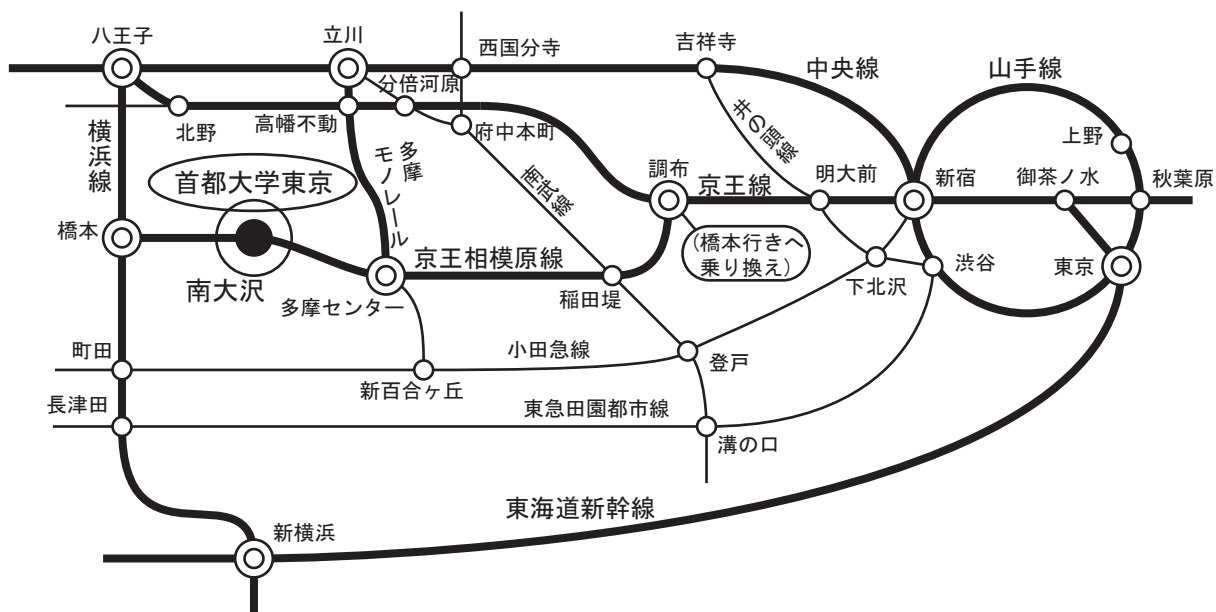 八王子
立川
西国分寺
吉祥寺
中央線
山手線
分倍河原
北野
高幡不動
府中本町
井の頭線
上野
横浜線
多摩
モノレール
首都大学東京
南武線
調布
京王線
明大前
新宿
御茶ノ水
秋葉原
橋本
南大沢
京王相模原線
(橋本行きへ
乗り換え)
下北沢
渋谷
東京
多摩センター
稲田堤
町田
小田急線
登戸
新百合ヶ丘
長津田
東急田園都市線
溝の口
東海道新幹線
新横浜